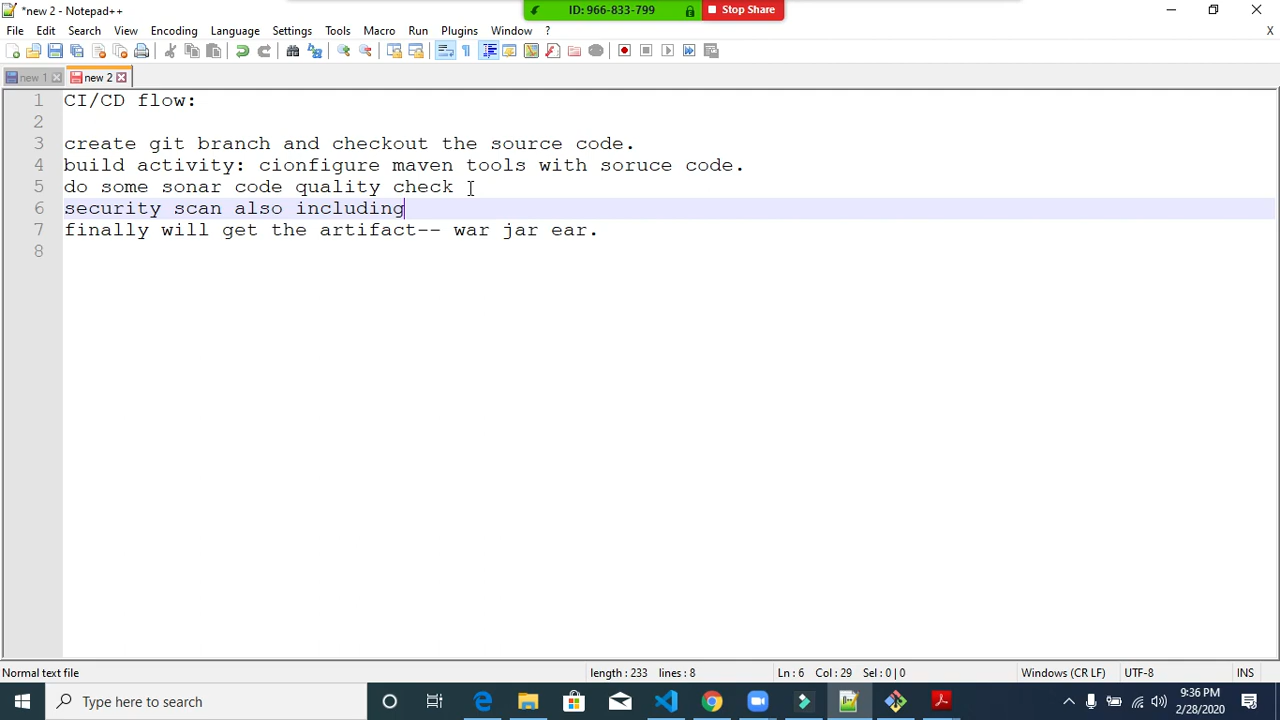 *new 2 - Notepad++
ID: 966-833-799
Stop Share
File Edit Search View Encoding Language Settings Tools Macro Run Plugins Window ? X
new 1 new 2
1 CI/CD flow:
2
3 create git branch and checkout the source code.
4 build activity: cionfigure maven tools with soruce code.
5 do some sonar code quality check
6 security scan also including
7 finally will get the artifact-- war jar ear.
8
Normal text file length : 233 lines : 8 Ln : 6 Col : 29 Sel : 0 | 0 Windows (CR LF) UTF-8 INS
Type here to search
9:36 PM
2/28/2020